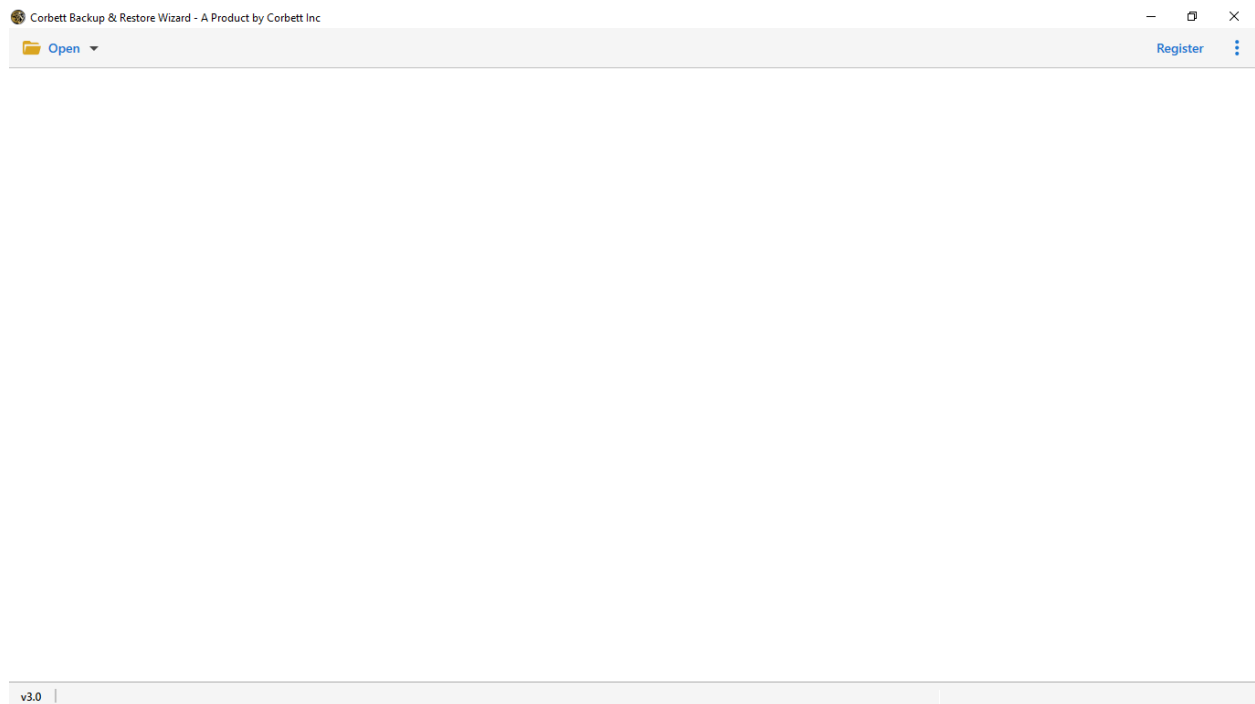 Corbett Backup & Restore Wizard - A Product by Corbett Inc
Open
Register
v3.0